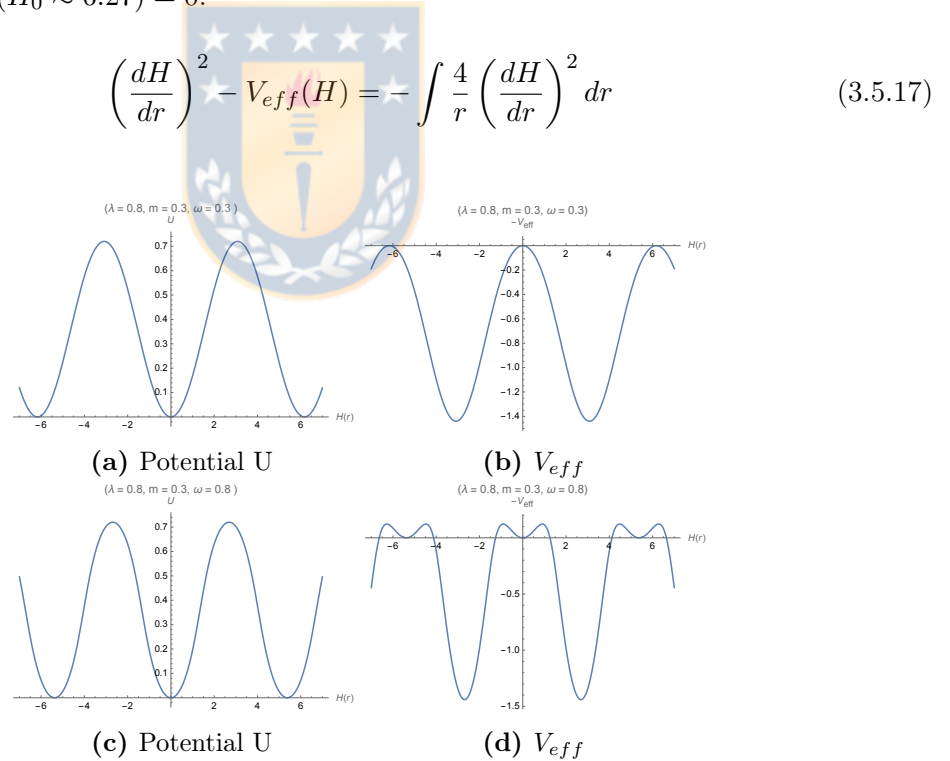 (H₀ ≈ 0.27) = 0.
(dH/dr)² − V_eff(H) = − ∫ 4/r (dH/dr)² dr (3.5.17)
(λ = 0.8, m = 0.3, ω = 0.3 )
U
0.7
0.6
0.5
0.4
0.3
0.2
0.1
−6 −4 −2 2 4 6 H(r)
(λ = 0.8, m = 0.3, ω = 0.3)
−V_eff
−6 −4 −2 2 4 6 H(r)
−0.2
−0.4
−0.6
−0.8
−1.0
−1.2
−1.4
(a) Potential U (b) V_eff
(λ = 0.8, m = 0.3, ω = 0.8 )
U
0.7
0.6
0.5
0.4
0.3
0.2
0.1
−6 −4 −2 2 4 6 H(r)
(λ = 0.8, m = 0.3, ω = 0.8)
−V_eff
−6 −4 −2 2 4 6 H(r)
−0.5
−1.0
−1.5
(c) Potential U (d) V_eff